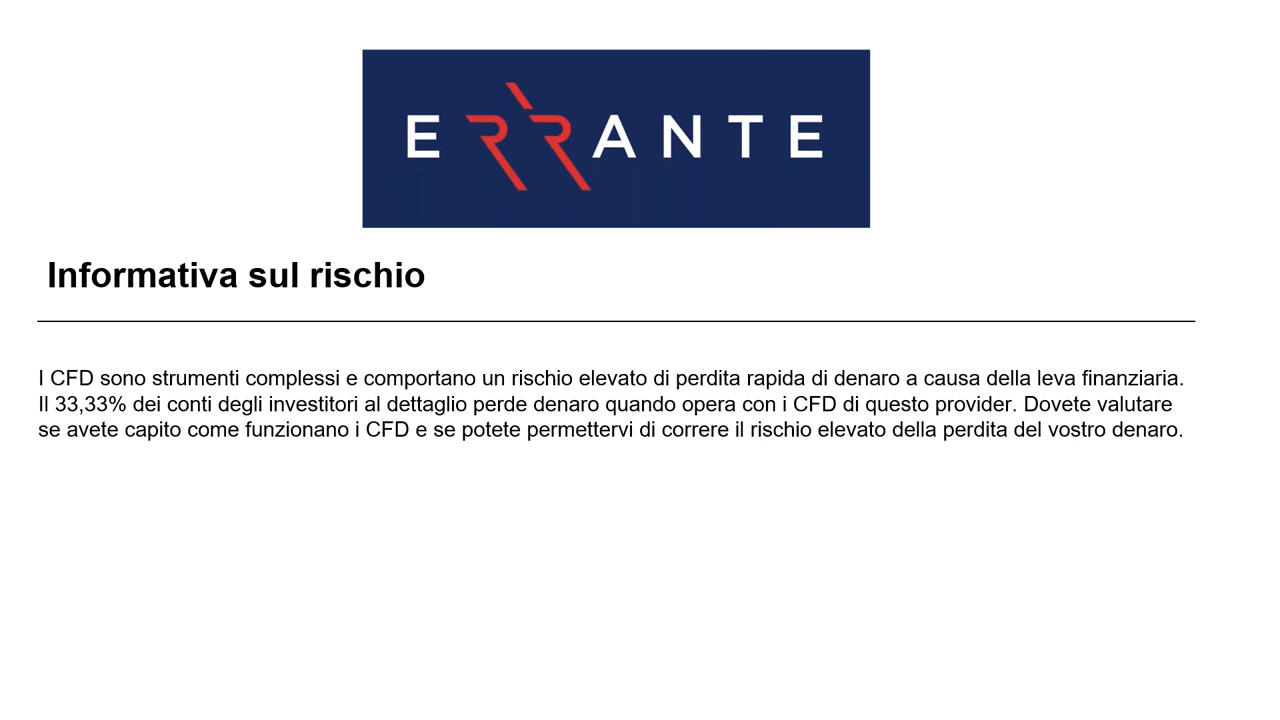 ERRANTE
Informativa sul rischio
I CFD sono strumenti complessi e comportano un rischio elevato di perdita rapida di denaro a causa della leva finanziaria.
Il 33,33% dei conti degli investitori al dettaglio perde denaro quando opera con i CFD di questo provider. Dovete valutare
se avete capito come funzionano i CFD e se potete permettervi di correre il rischio elevato della perdita del vostro denaro.